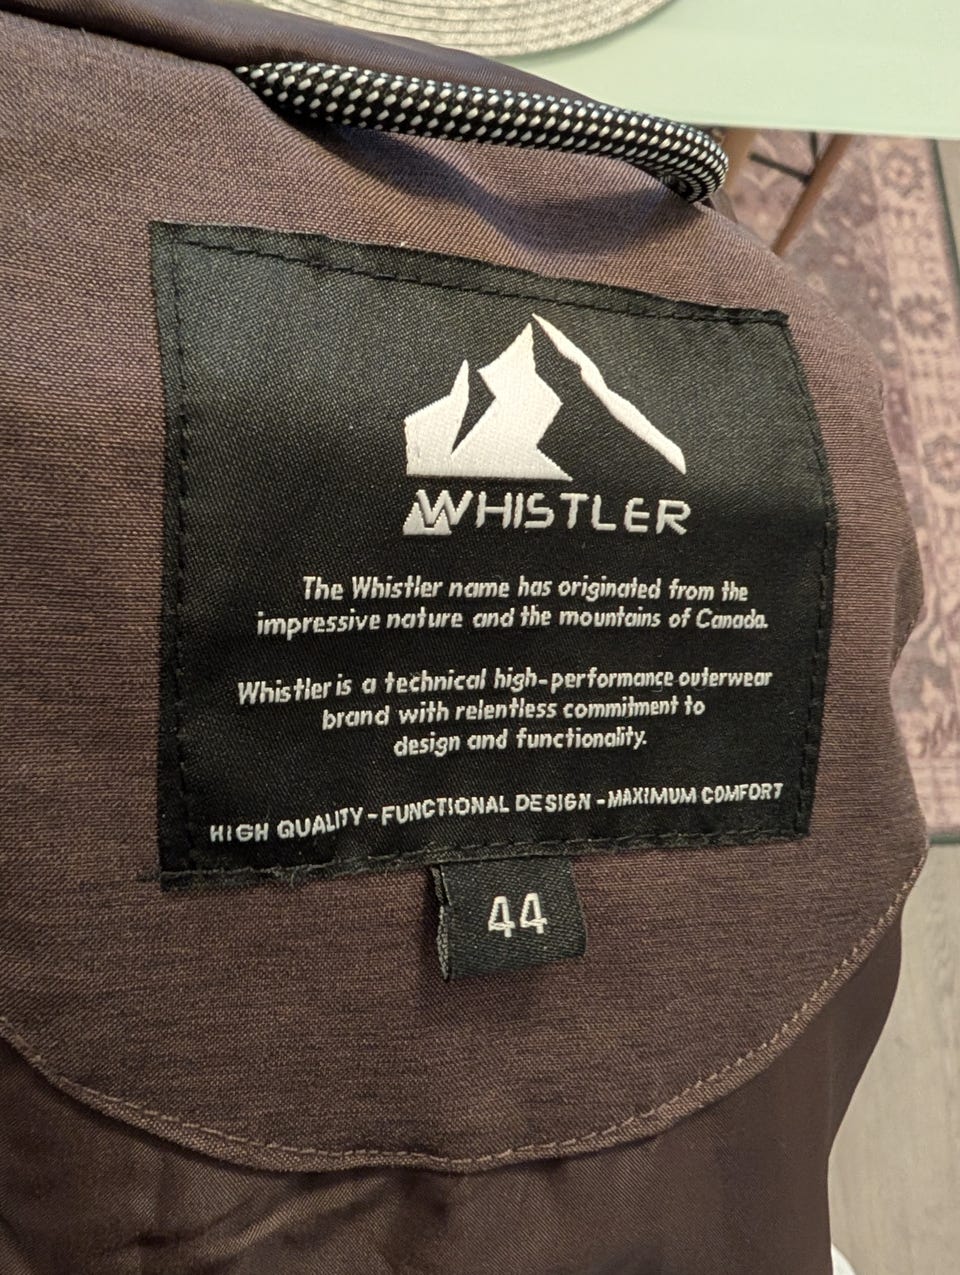 WHISTLER
The Whistler name has originated from the
impressive nature and the mountains of Canada.
Whistler is a technical high-performance outerwear
brand with relentless commitment to
design and functionality.
HIGH QUALITY - FUNCTIONAL DESIGN - MAXIMUM COMFORT
44